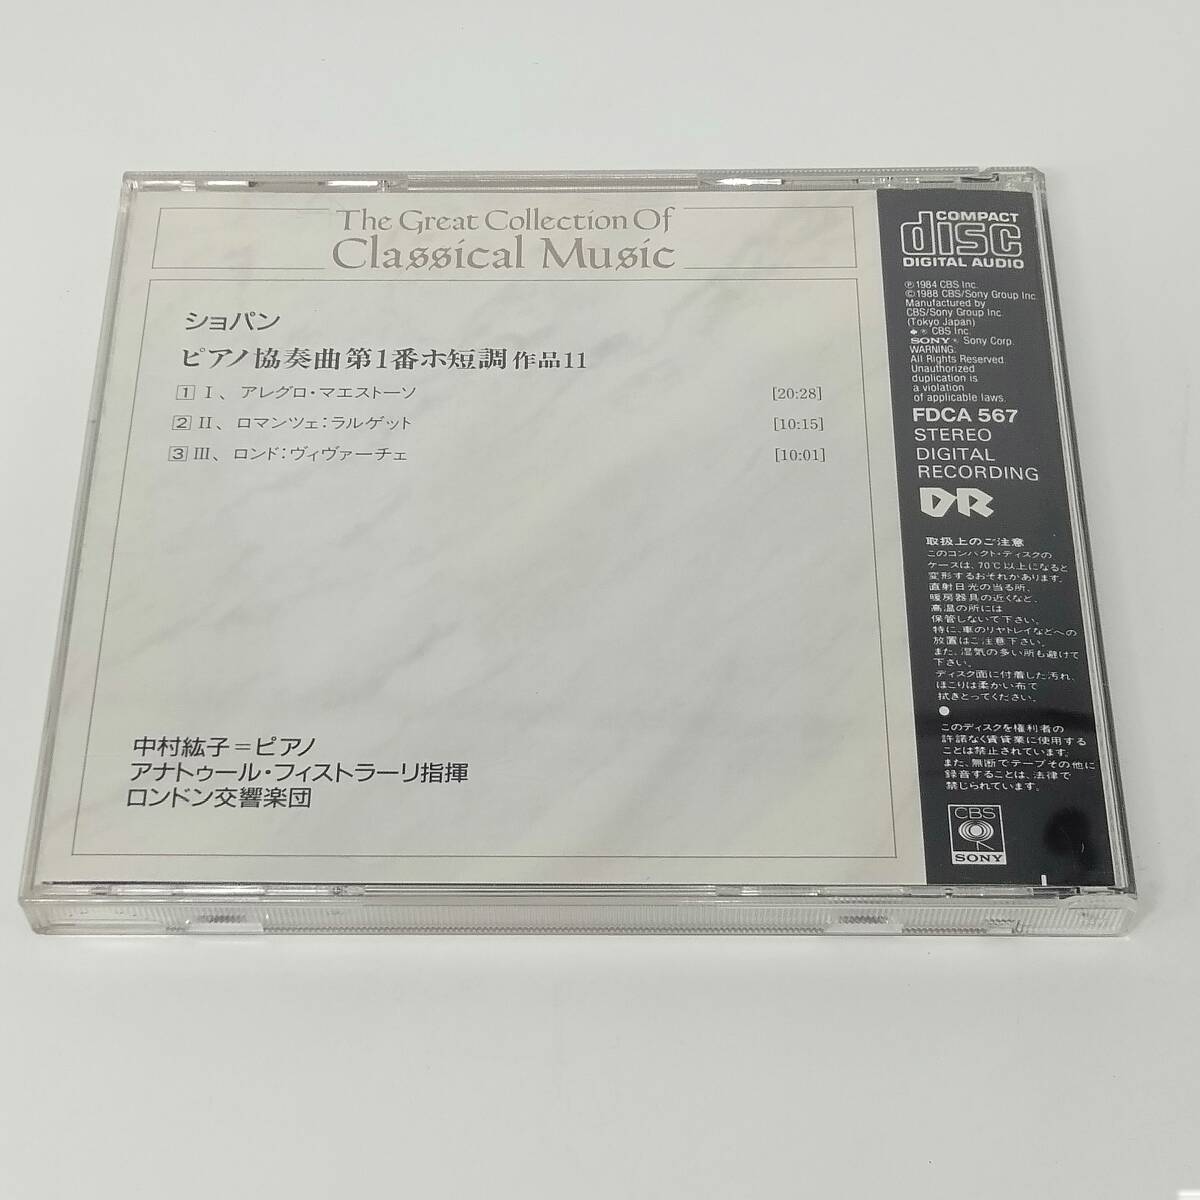 The Great Collection Of
Classical Music
ショパン
ピアノ協奏曲第1番ホ短調 作品11
1 I、アレグロ・マエストーソ [20:28]
2 II、ロマンツェ:ラルゲット [10:15]
3 III、ロンド:ヴィヴァーチェ [10:01]
中村紘子=ピアノ
アナトゥール・フィストラーリ指揮
ロンドン交響楽団
COMPACT
disc
DIGITAL AUDIO
℗1984 CBS Inc.
©1988 CBS/Sony Group Inc.
Manufactured by
CBS/Sony Group Inc.
(Tokyo Japan)
CBS Inc.
SONY® Sony Corp.
WARNING:
All Rights Reserved.
Unauthorized
duplication is
a violation
of applicable laws.
FDCA 567
STEREO
DIGITAL
RECORDING
DR
取扱上のご注意
このコンパクト・ディスクの
ケースは、70℃以上になると
変形するおそれがあります。
直射日光の当る所、
暖房器具の近くなど、
高温の所には
保管しないで下さい。
特に、車のリヤトレイなどへの
放置はご注意下さい。
また、湿気の多い所も避けて
下さい。
ディスク面に付着した汚れ、
ほこりは柔かい布で
拭きとってください。
●
このディスクを権利者の
許諾なく賃貸業に使用する
ことは禁止されています。
また、無断でテープその他に
録音することは、法律で
禁じられています。
CBS
SONY